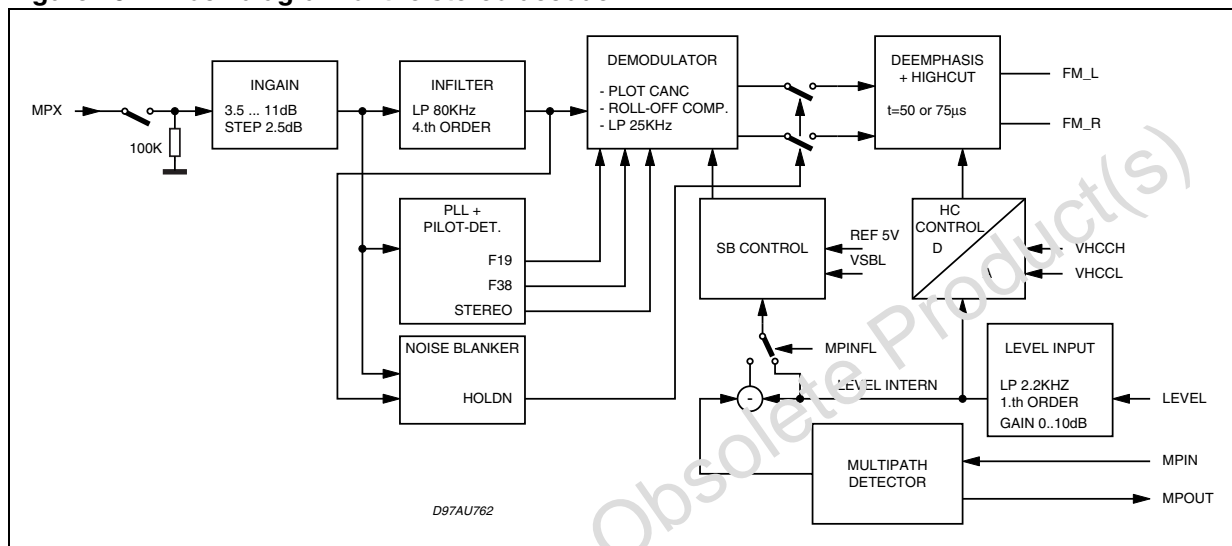 Figure diagram of the stereo
MPX
100K
INGAIN
3.5 ... 11dB
STEP 2.5dB
INFILTER
LP 80KHz
4.th ORDER
DEMODULATOR
- PLOT CANC
- ROLL-OFF COMP.
- LP 25KHz
DEEMPHASIS
+ HIGHCUT
t=50 or 75µs
FM_L
FM_R
PLL +
PILOT-DET.
F19
F38
STEREO
NOISE BLANKER
HOLDN
SB CONTROL
REF 5V
VSBL
HC
CONTROL
D
A
VHCCH
VHCCL
MPINFL
LEVEL INTERN
-
LEVEL INPUT
LP 2.2KHZ
1.th ORDER
GAIN 0..10dB
LEVEL
MULTIPATH
DETECTOR
MPIN
MPOUT
D97AU762
Obsolete Product(s)